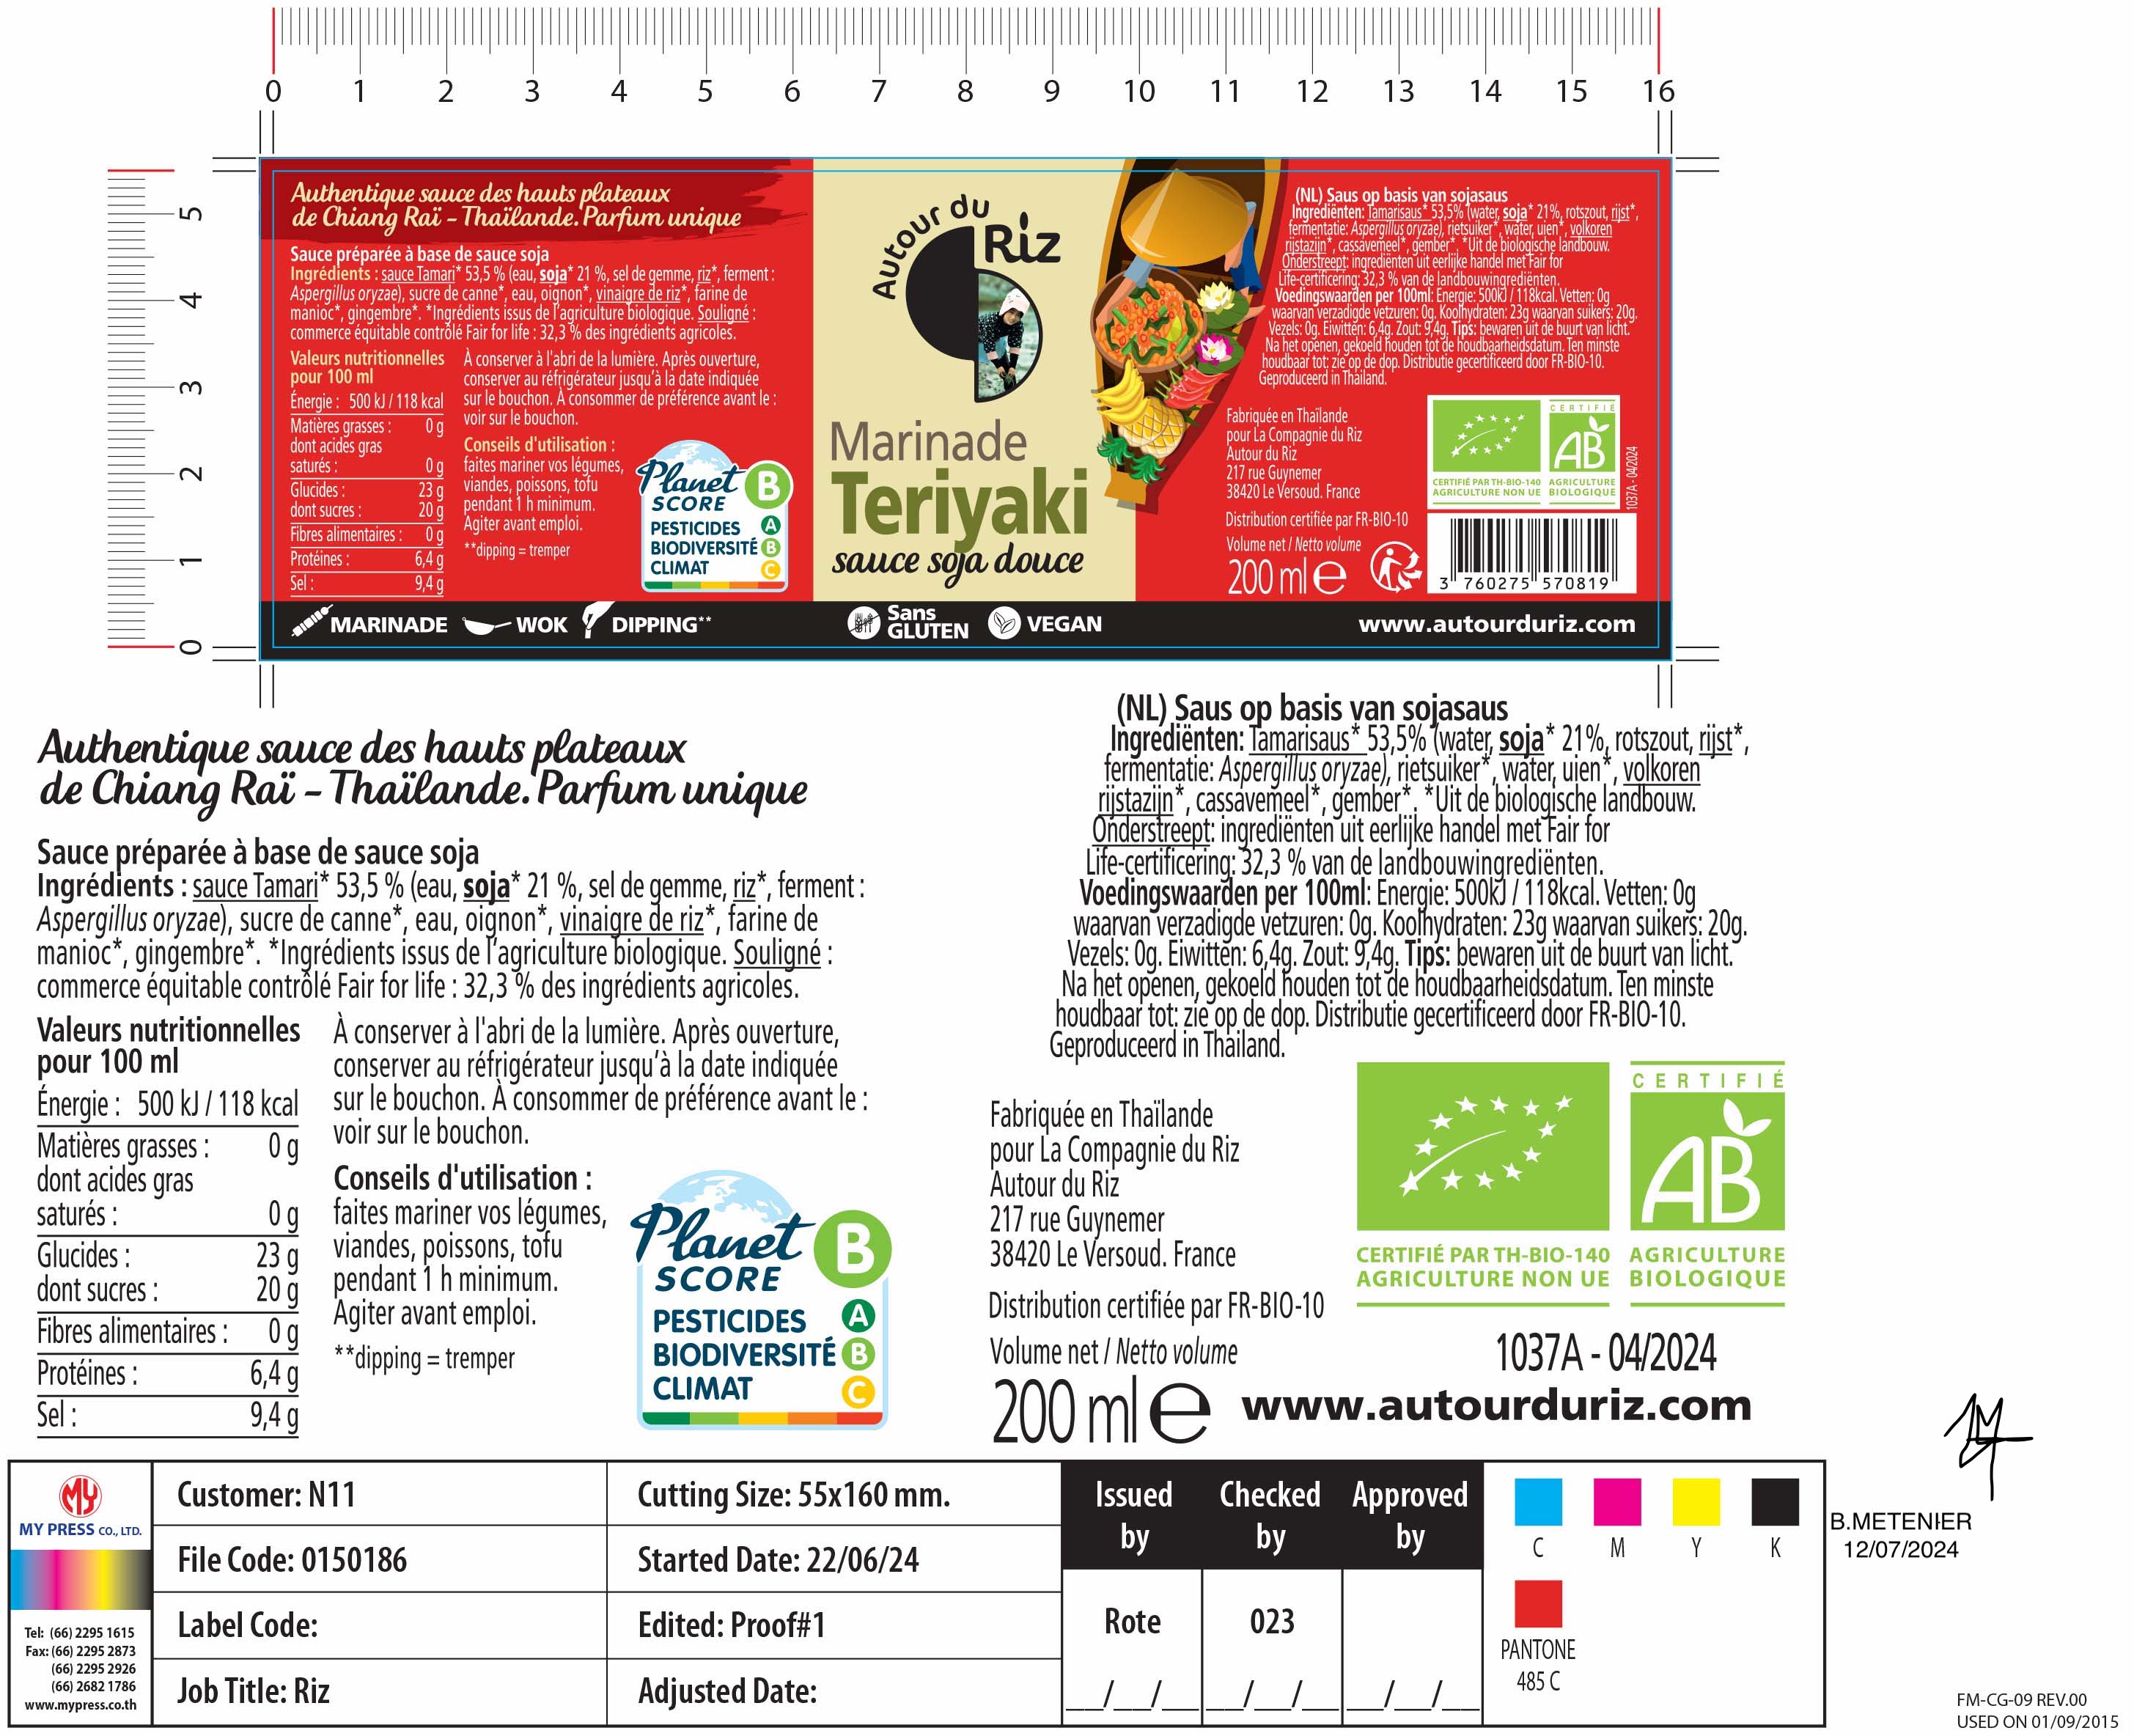 0 1 2 3 4 5 6 7 8 9 10 11 12 13 14 15 16
5
4
3
2
1
0
Authentique sauce des hauts plateaux
de Chiang Raï - Thaïlande. Parfum unique
Sauce préparée à base de sauce soja
Ingrédients : sauce Tamari* 53,5 % (eau, soja* 21 %, sel de gemme, riz*, ferment :
Aspergillus oryzae), sucre de canne*, eau, oignon*, vinaigre de riz*, farine de
manioc*, gingembre*. *Ingrédients issus de l'agriculture biologique. Souligné :
commerce équitable contrôlé Fair for life : 32,3 % des ingrédients agricoles.
Valeurs nutritionnelles
pour 100 ml
Énergie : 500 kJ / 118 kcal
Matières grasses : 0 g
dont acides gras
saturés : 0 g
Glucides : 23 g
dont sucres : 20 g
Fibres alimentaires : 0 g
Protéines : 6,4 g
Sel : 9,4 g
À conserver à l'abri de la lumière. Après ouverture,
conserver au réfrigérateur jusqu'à la date indiquée
sur le bouchon. À consommer de préférence avant le :
voir sur le bouchon.
Conseils d'utilisation :
faites mariner vos légumes,
viandes, poissons, tofu
pendant 1 h minimum.
Agiter avant emploi.
**dipping = tremper
Planet B
SCORE
PESTICIDES A
BIODIVERSITÉ B
CLIMAT C
MARINADE WOK DIPPING**
Autour du
Riz
Marinade
Teriyaki
sauce soja douce
Sans
GLUTEN
VEGAN
(NL) Saus op basis van sojasaus
Ingrediënten: Tamarisaus* 53,5% (water, soja* 21%, rotszout, rijst*,
fermentatie: Aspergillus oryzae), rietsuiker*, water, uien*, volkoren
rijstazijn*, cassavemeel*, gember*. *Uit de biologische landbouw.
Onderstreept: ingrediënten uit eerlijke handel met Fair for
Life-certificering: 32,3 % van de landbouwingrediënten.
Voedingswaarden per 100ml: Energie: 500kJ / 118kcal. Vetten: 0g
waarvan verzadigde vetzuren: 0g. Koolhydraten: 23g waarvan suikers: 20g.
Vezels: 0g. Eiwitten: 6,4g. Zout: 9,4g. Tips: bewaren uit de buurt van licht.
Na het openen, gekoeld houden tot de houdbaarheidsdatum. Ten minste
houdbaar tot: zie op de dop. Distributie gecertificeerd door FR-BIO-10.
Geproduceerd in Thailand.
Fabriquée en Thaïlande
pour La Compagnie du Riz
Autour du Riz
217 rue Guynemer
38420 Le Versoud. France
Distribution certifiée par FR-BIO-10
Volume net / Netto volume
200 ml e
CERTIFIÉ
AB
CERTIFIÉ PAR TH-BIO-140 AGRICULTURE
AGRICULTURE NON UE BIOLOGIQUE
1037A - 04/2024
3 760275 570819
www.autourduriz.com
Authentique sauce des hauts plateaux
de Chiang Raï - Thaïlande. Parfum unique
Sauce préparée à base de sauce soja
Ingrédients : sauce Tamari* 53,5 % (eau, soja* 21 %, sel de gemme, riz*, ferment :
Aspergillus oryzae), sucre de canne*, eau, oignon*, vinaigre de riz*, farine de
manioc*, gingembre*. *Ingrédients issus de l'agriculture biologique. Souligné :
commerce équitable contrôlé Fair for life : 32,3 % des ingrédients agricoles.
Valeurs nutritionnelles
pour 100 ml
Énergie : 500 kJ / 118 kcal
Matières grasses : 0 g
dont acides gras
saturés : 0 g
Glucides : 23 g
dont sucres : 20 g
Fibres alimentaires : 0 g
Protéines : 6,4 g
Sel : 9,4 g
À conserver à l'abri de la lumière. Après ouverture,
conserver au réfrigérateur jusqu'à la date indiquée
sur le bouchon. À consommer de préférence avant le :
voir sur le bouchon.
Conseils d'utilisation :
faites mariner vos légumes,
viandes, poissons, tofu
pendant 1 h minimum.
Agiter avant emploi.
**dipping = tremper
Planet B
SCORE
PESTICIDES A
BIODIVERSITÉ B
CLIMAT C
(NL) Saus op basis van sojasaus
Ingrediënten: Tamarisaus* 53,5% (water, soja* 21%, rotszout, rijst*,
fermentatie: Aspergillus oryzae), rietsuiker*, water, uien*, volkoren
rijstazijn*, cassavemeel*, gember*. *Uit de biologische landbouw.
Onderstreept: ingrediënten uit eerlijke handel met Fair for
Life-certificering: 32,3 % van de landbouwingrediënten.
Voedingswaarden per 100ml: Energie: 500kJ / 118kcal. Vetten: 0g
waarvan verzadigde vetzuren: 0g. Koolhydraten: 23g waarvan suikers: 20g.
Vezels: 0g. Eiwitten: 6,4g. Zout: 9,4g. Tips: bewaren uit de buurt van licht.
Na het openen, gekoeld houden tot de houdbaarheidsdatum. Ten minste
houdbaar tot: zie op de dop. Distributie gecertificeerd door FR-BIO-10.
Geproduceerd in Thailand.
Fabriquée en Thaïlande
pour La Compagnie du Riz
Autour du Riz
217 rue Guynemer
38420 Le Versoud. France
Distribution certifiée par FR-BIO-10
Volume net / Netto volume
200 ml e
CERTIFIÉ
AB
CERTIFIÉ PAR TH-BIO-140 AGRICULTURE
AGRICULTURE NON UE BIOLOGIQUE
1037A - 04/2024
www.autourduriz.com
MY
MY PRESS CO., LTD.
Tel: (66) 2295 1615
Fax: (66) 2295 2873
(66) 2295 2926
(66) 2682 1786
www.mypress.co.th
Customer: N11
File Code: 0150186
Label Code:
Job Title: Riz
Cutting Size: 55x160 mm.
Started Date: 22/06/24
Edited: Proof#1
Adjusted Date:
Issued by Checked by Approved by
Rote 023
__/__/__ __/__/__ __/__/__
C M Y K
PANTONE
485 C
B.METENIER
12/07/2024
FM-CG-09 REV.00
USED ON 01/09/2015